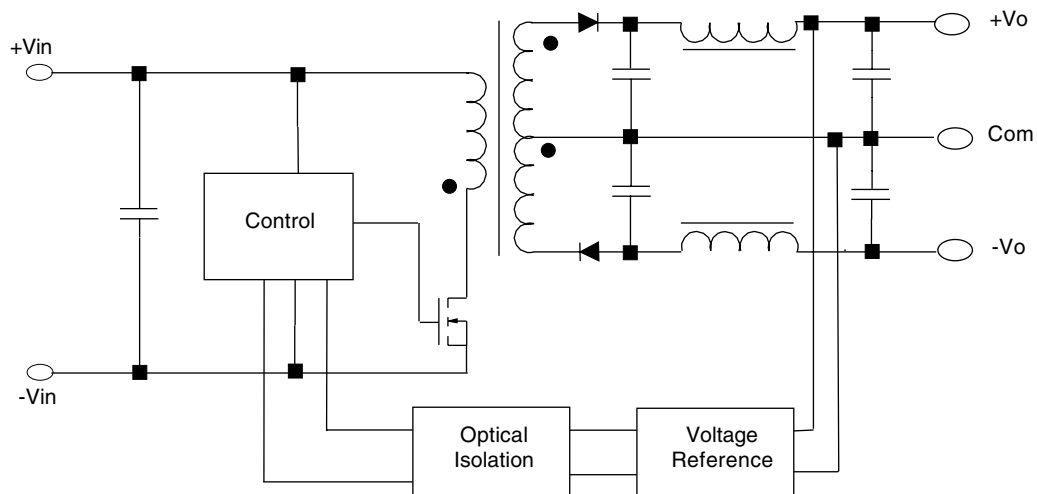 +Vo
+Vin
Com
Control
-Vo
-Vin
Optical
Isolation
Voltage
Reference